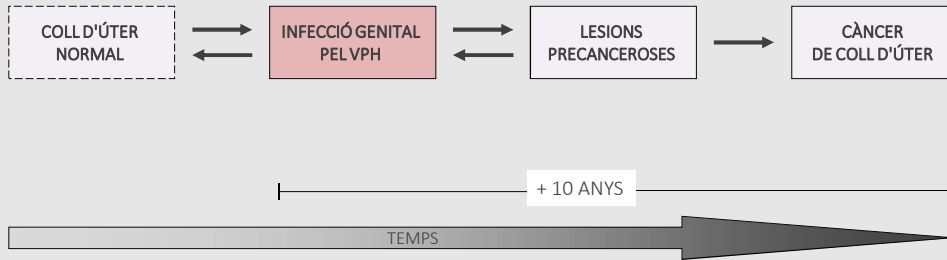 COLL D'ÚTER
NORMAL
INFECCIÓ GENITAL
PEL VPH
LESIONS
PRECANCEROSES
CÀNCER
DE COLL D'ÚTER
+ 10 ANYS
TEMPS